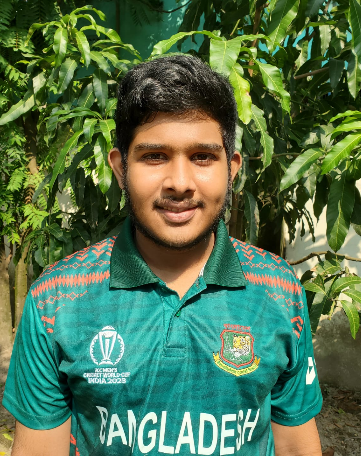 ICC MEN'S
CRICKET WORLD CUP
INDIA 2023
BANGLADESH